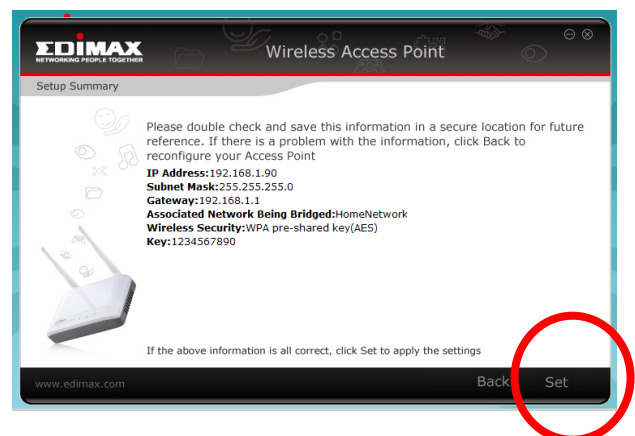 EDIMAX
NETWORKING PEOPLE TOGETHER
Wireless Access Point
Setup Summary
Please double check and save this information in a secure location for future
reference. If there is a problem with the information, click Back to
reconfigure your Access Point
IP Address:192.168.1.90
Subnet Mask:255.255.255.0
Gateway:192.168.1.1
Associated Network Being Bridged:HomeNetwork
Wireless Security:WPA pre-shared key(AES)
Key:1234567890
If the above information is all correct, click Set to apply the settings
www.edimax.com
Back
Set